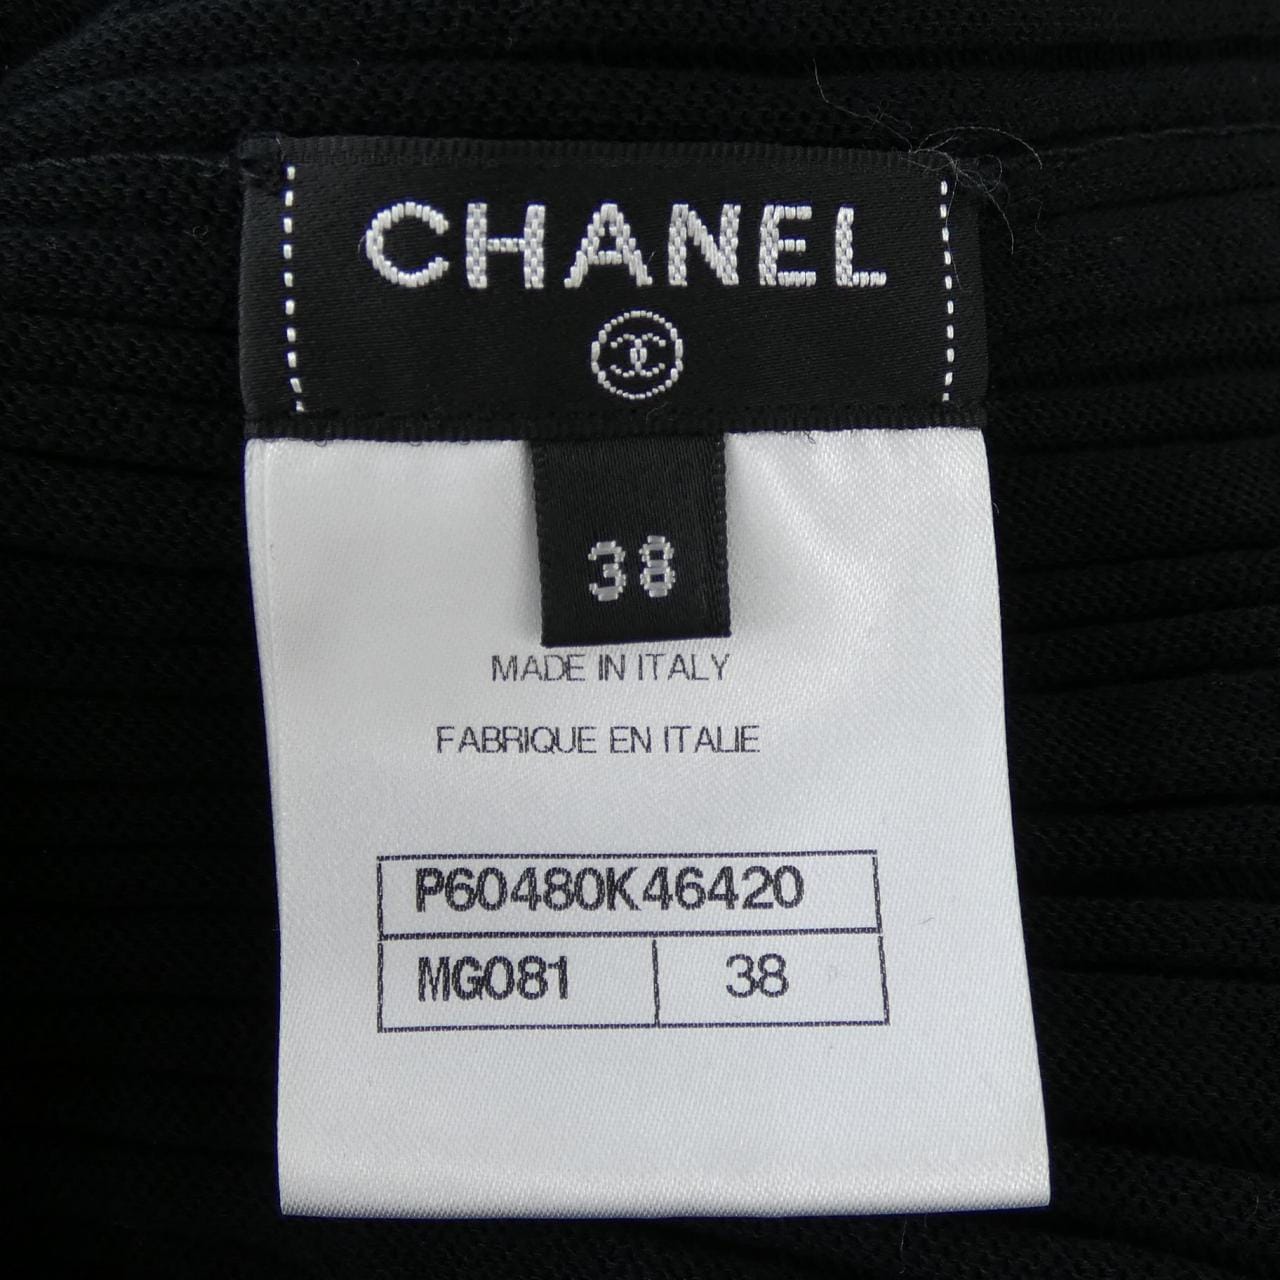 CHANEL
38
MADE IN ITALY
FABRIQUE EN ITALIE
P60480K46420
MG081 38